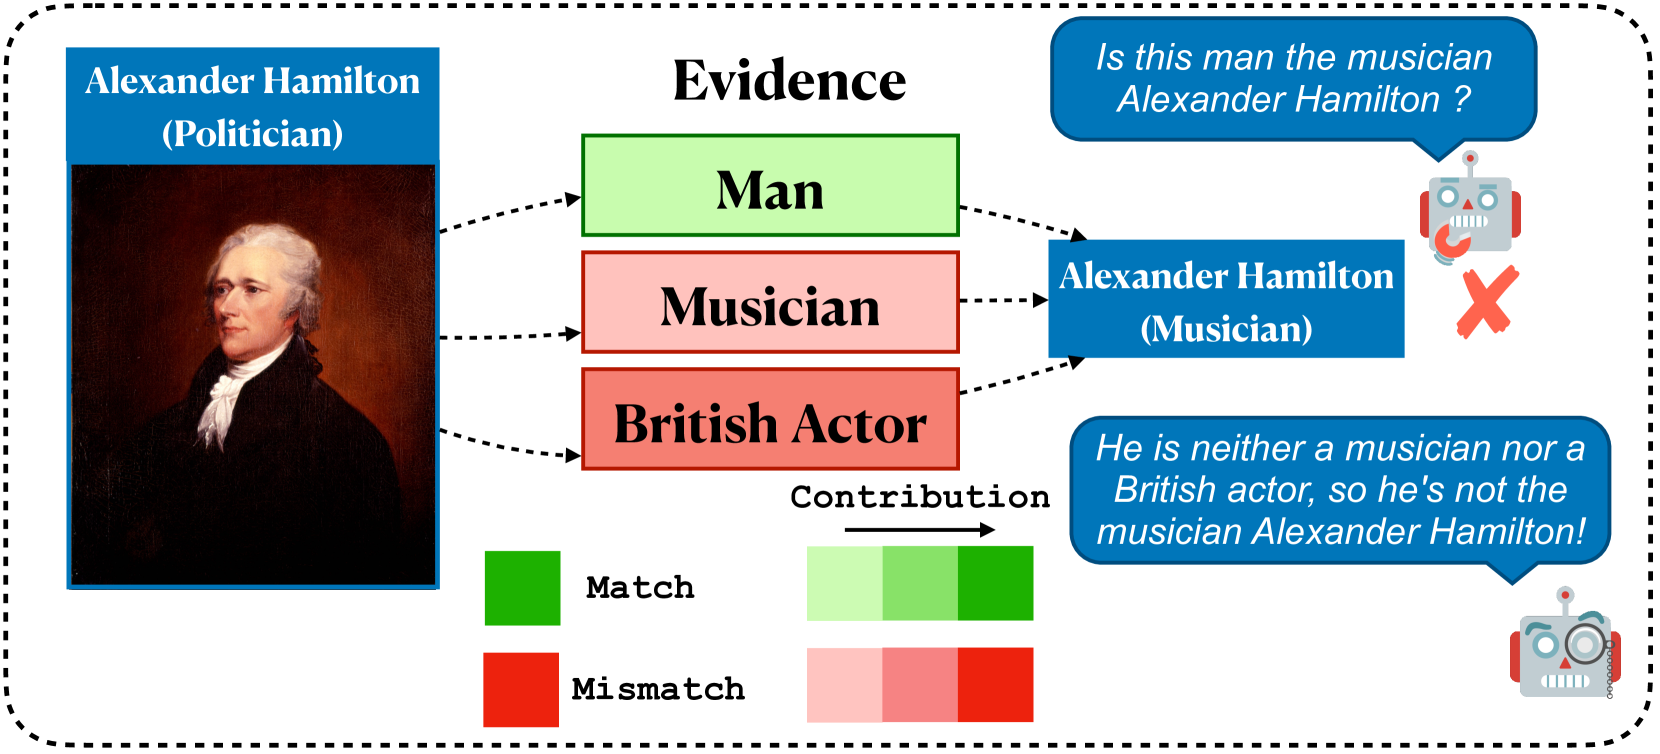 Alexander Hamilton
(Politician)
Evidence
Man
Musician
British Actor
Is this man the musician
Alexander Hamilton ?
Alexander Hamilton
(Musician)
He is neither a musician nor a
British actor, so he's not the
musician Alexander Hamilton!
Contribution
Match
Mismatch